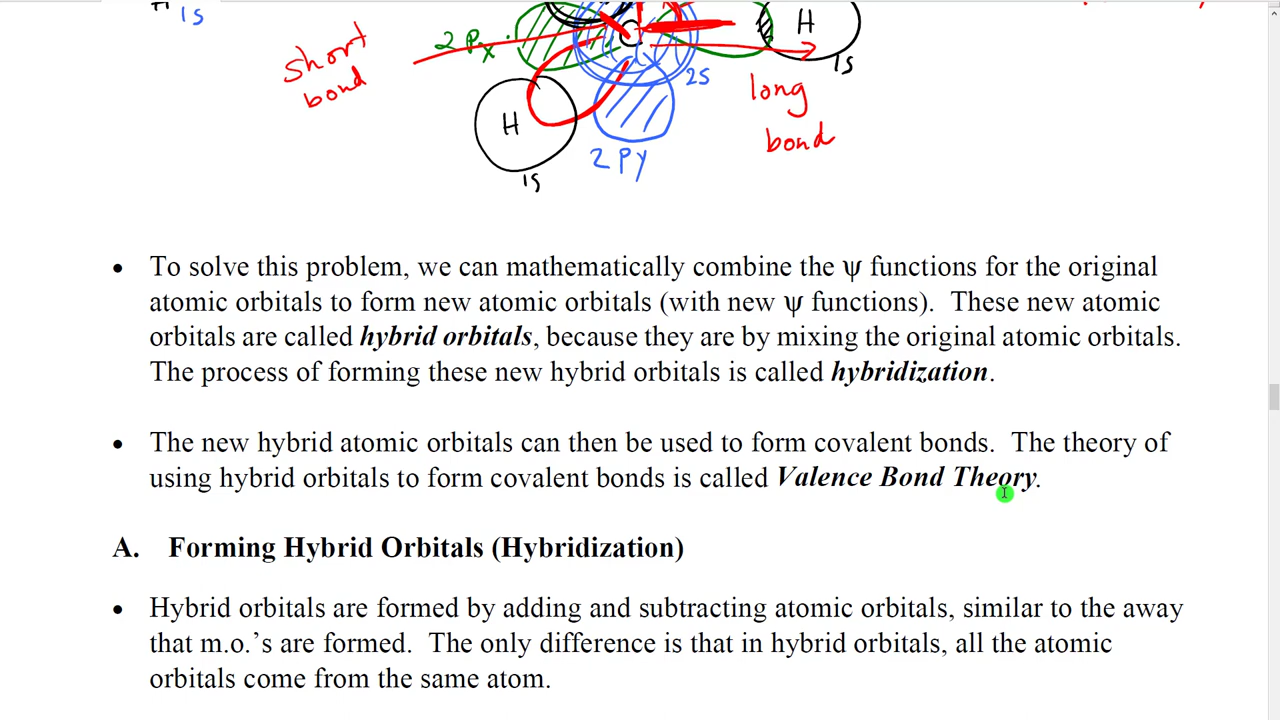 H
1s
short
bond
2Px
H
1s
2s
long
bond
H
1s
2Py
• To solve this problem, we can mathematically combine the ψ functions for the original
atomic orbitals to form new atomic orbitals (with new ψ functions).  These new atomic
orbitals are called hybrid orbitals, because they are by mixing the original atomic orbitals.
The process of forming these new hybrid orbitals is called hybridization.
• The new hybrid atomic orbitals can then be used to form covalent bonds.  The theory of
using hybrid orbitals to form covalent bonds is called Valence Bond Theory.
A. Forming Hybrid Orbitals (Hybridization)
• Hybrid orbitals are formed by adding and subtracting atomic orbitals, similar to the away
that m.o.’s are formed.  The only difference is that in hybrid orbitals, all the atomic
orbitals come from the same atom.